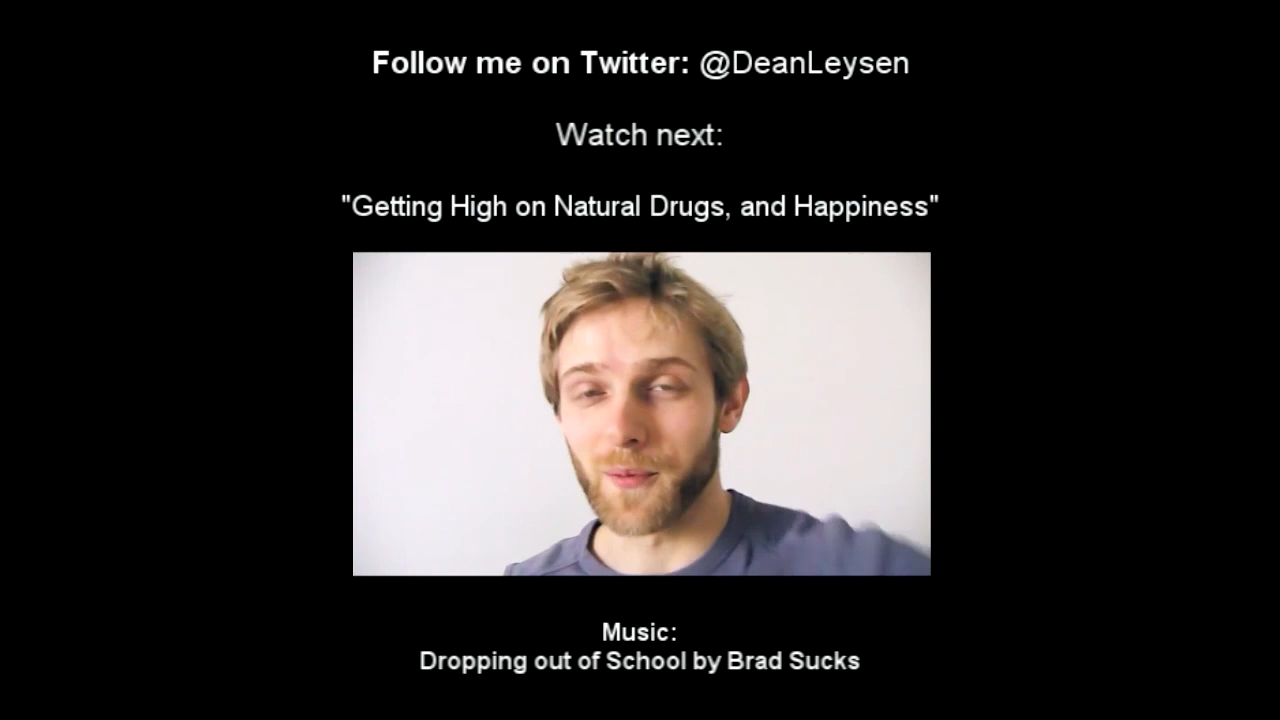 Follow me on Twitter: @DeanLeysen
Watch next:
"Getting High on Natural Drugs, and Happiness"
Music:
Dropping out of School by Brad Sucks